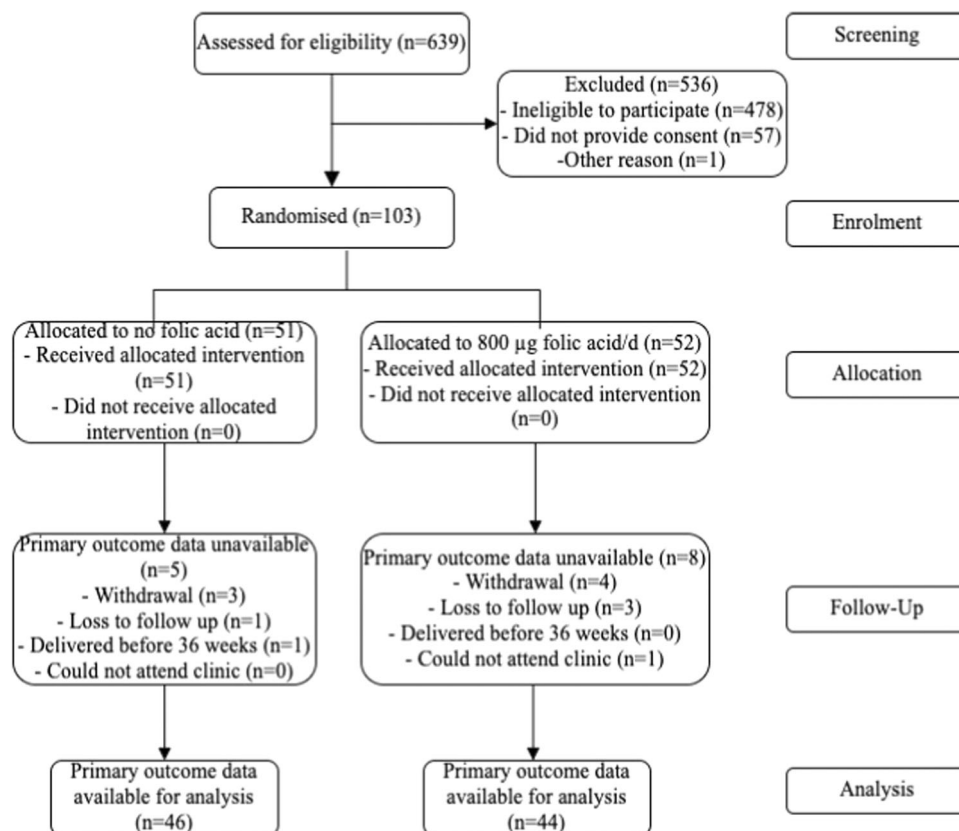 Assessed for eligibility (n=639)
Screening
Excluded (n=536)
- Ineligible to participate (n=478)
- Did not provide consent (n=57)
-Other reason (n=1)
Randomised (n=103)
Enrolment
Allocated to no folic acid (n=51)
- Received allocated intervention
(n=51)
- Did not receive allocated
intervention (n=0)
Allocated to 800 µg folic acid/d (n=52)
- Received allocated intervention (n=52)
- Did not receive allocated intervention
(n=0)
Allocation
Primary outcome data unavailable
(n=5)
- Withdrawal (n=3)
- Loss to follow up (n=1)
- Delivered before 36 weeks (n=1)
- Could not attend clinic (n=0)
Primary outcome data unavailable (n=8)
- Withdrawal (n=4)
- Loss to follow up (n=3)
- Delivered before 36 weeks (n=0)
- Could not attend clinic (n=1)
Follow-Up
Primary outcome data
available for analysis
(n=46)
Primary outcome data
available for analysis
(n=44)
Analysis